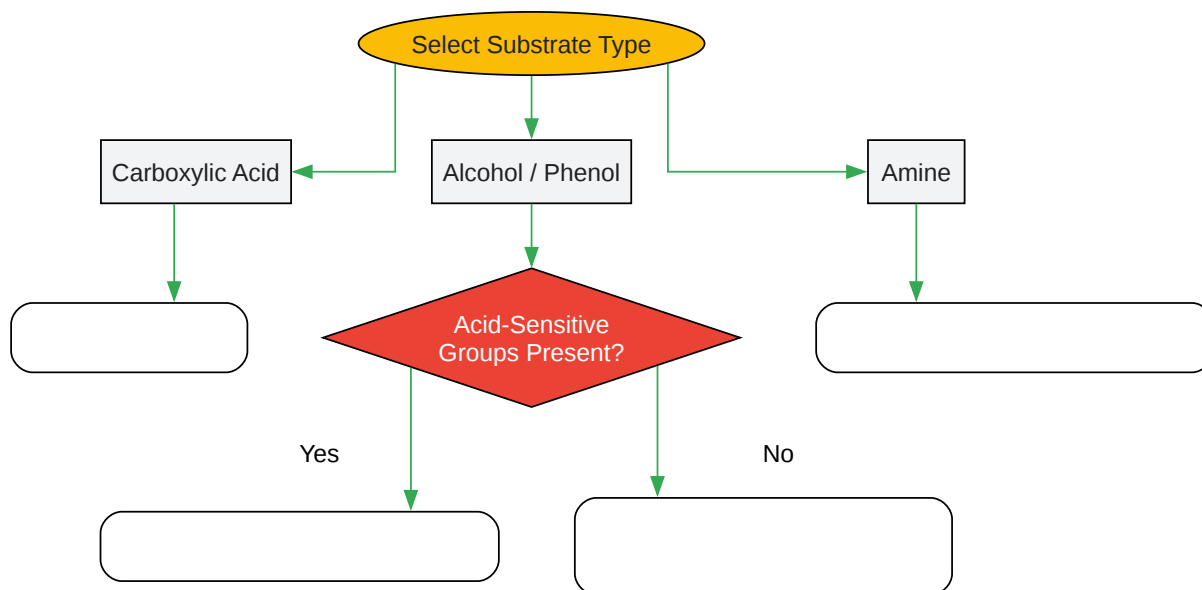 Select Substrate Type
Carboxylic Acid
Alcohol / Phenol
Amine
Acid-Sensitive
Groups Present?
Yes
No